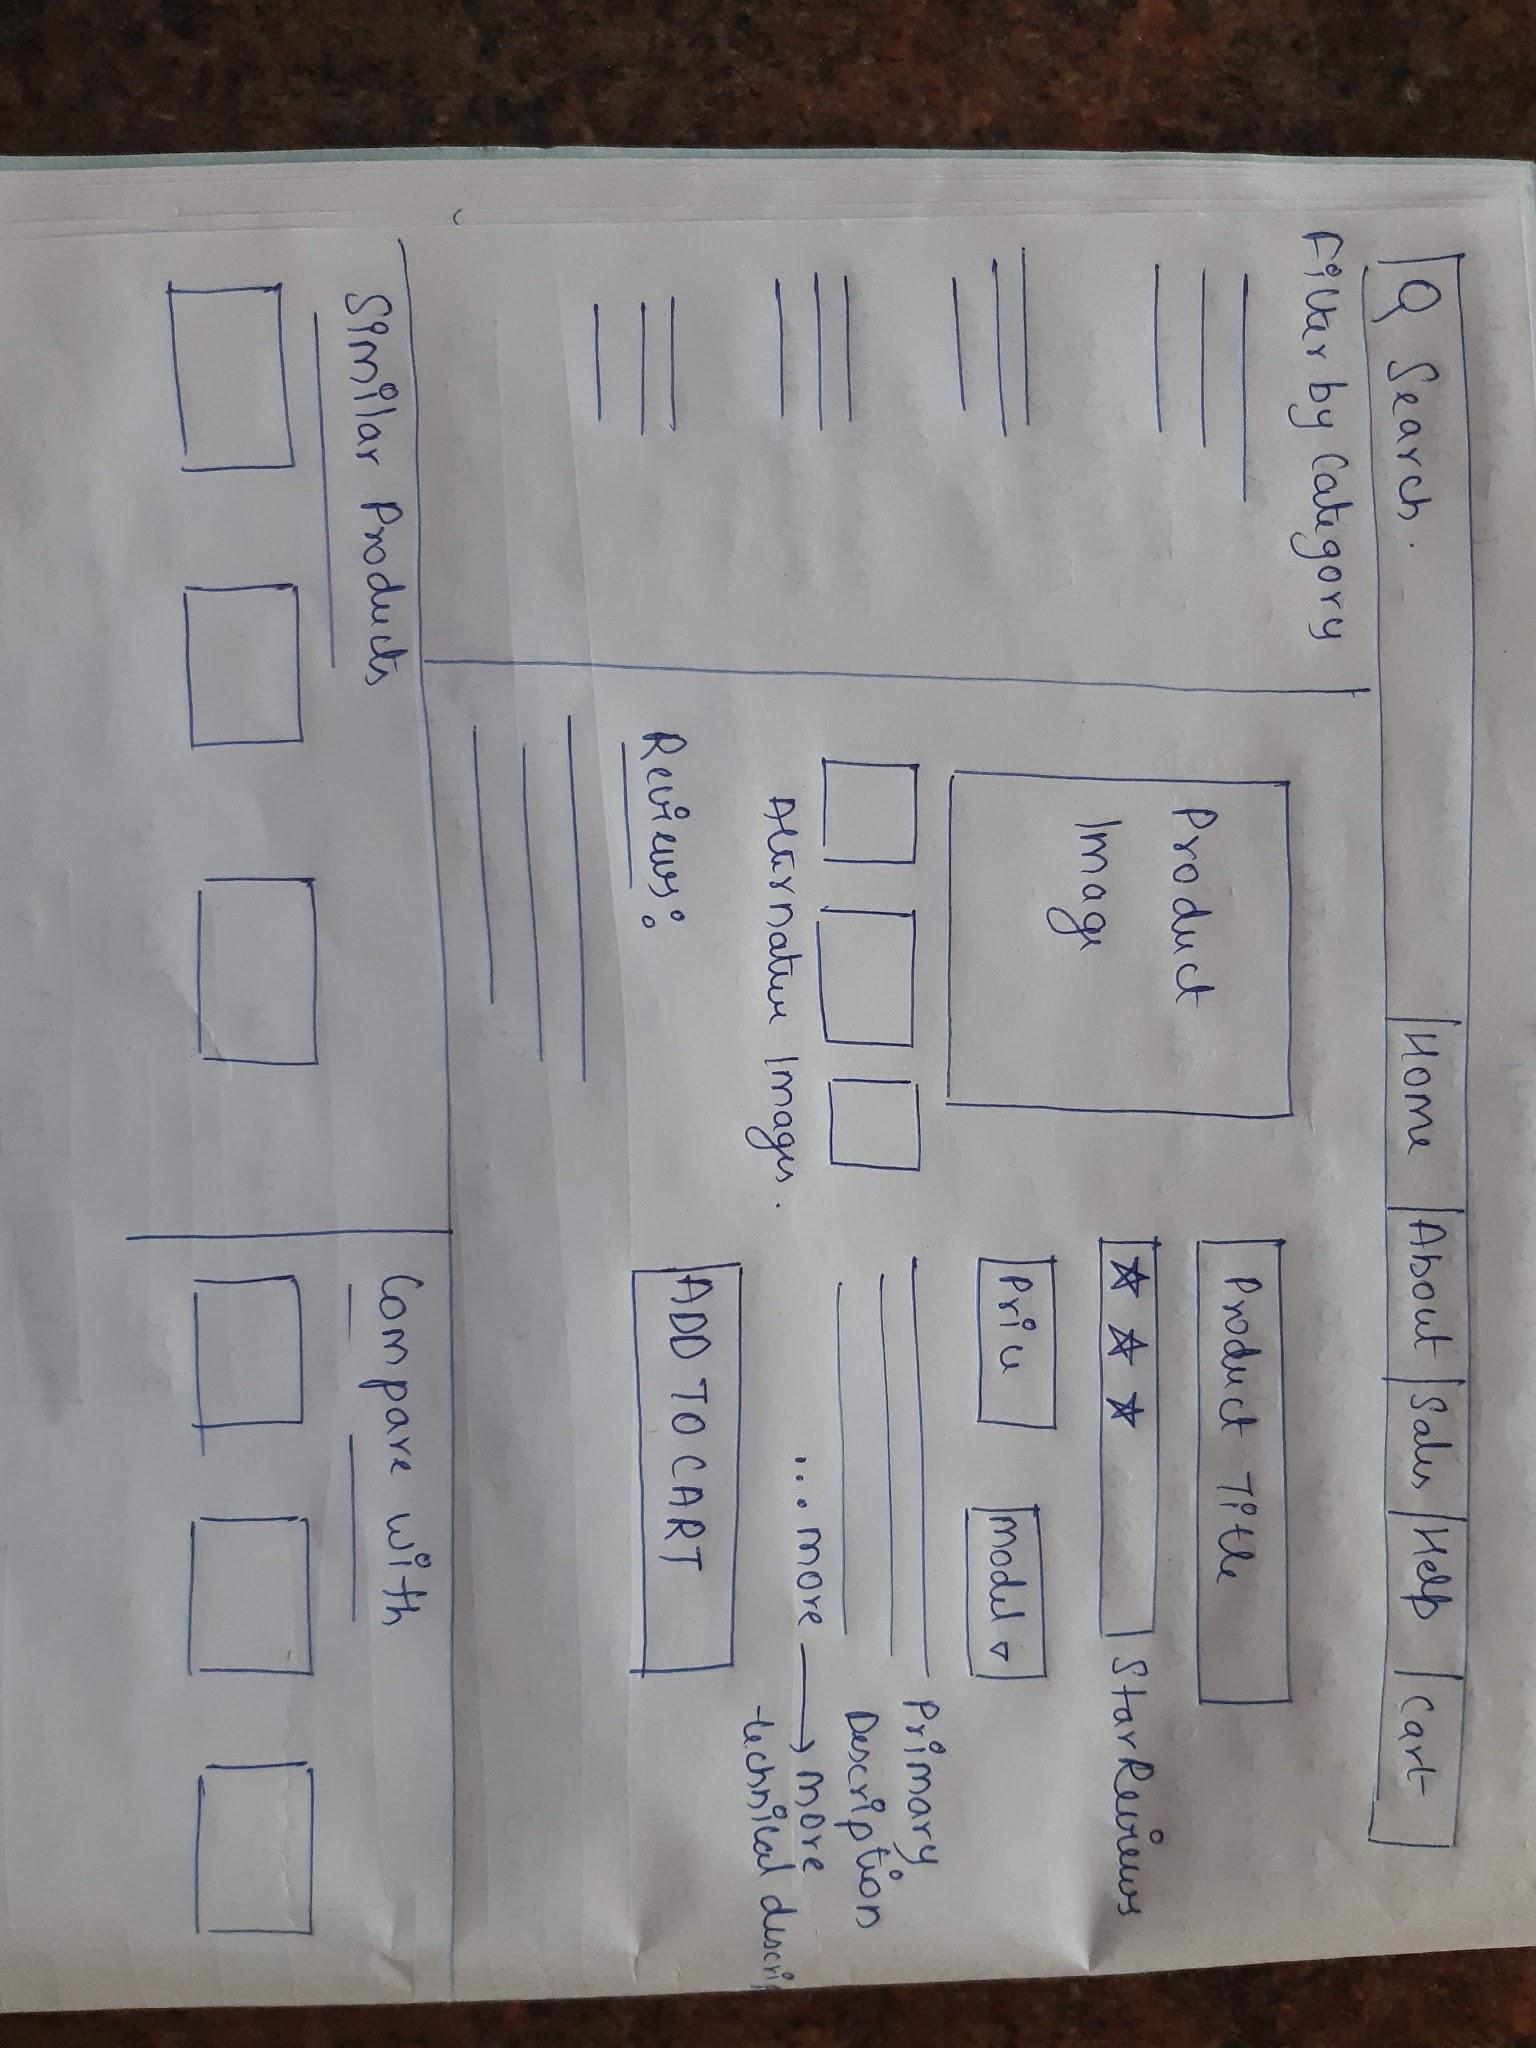 Search.
Home
About
Sales
Help
Cart
Filter by Category
Product
Image
Alternative Images.
Reviews:
Product Title
Star Reviews
Price
Model
Primary
Description
...more → more
technical descrip
ADD TO CART
Similar Products
Compare with